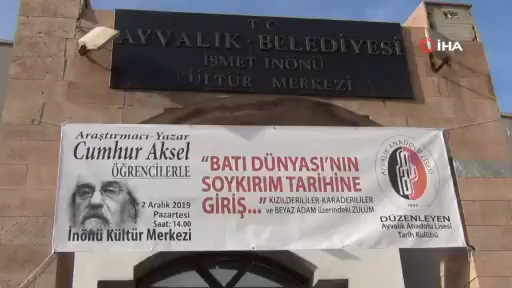 İHA
T.C.
AYVALIK BELEDİYESİ
İSMET İNÖNÜ
KÜLTÜR MERKEZİ
Araştırmacı-Yazar
Cumhur Aksel
ÖĞRENCİLERLE
2 Aralık 2019
Pazartesi
Saat: 14.00
İnönü Kültür Merkezi
"BATI DÜNYASI'NIN
SOYKIRIM TARİHİNE
GİRİŞ..." KIZILDERİLİLER-KARADERİLİLER
ve BEYAZ ADAM üzerindeki ZULÜM
DÜZENLEYEN
Ayvalık Anadolu Lisesi
Tarih Kulübü